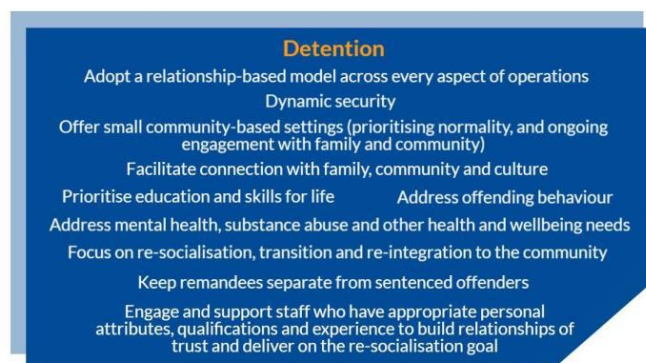 Detention
Adopt a relationship-based model across every aspect of operations
Dynamic security
Offer small community-based settings (prioritising normality, and ongoing
engagement with family and community)
Facilitate connection with family, community and culture
Prioritise education and skills for life
Address offending behaviour
Address mental health, substance abuse and other health and wellbeing needs
Focus on re-socialisation, transition and re-integration to the community
Keep remandees separate from sentenced offenders
Engage and support staff who have appropriate personal
attributes, qualifications and experience to build relationships of
trust and deliver on the re-socialisation goal